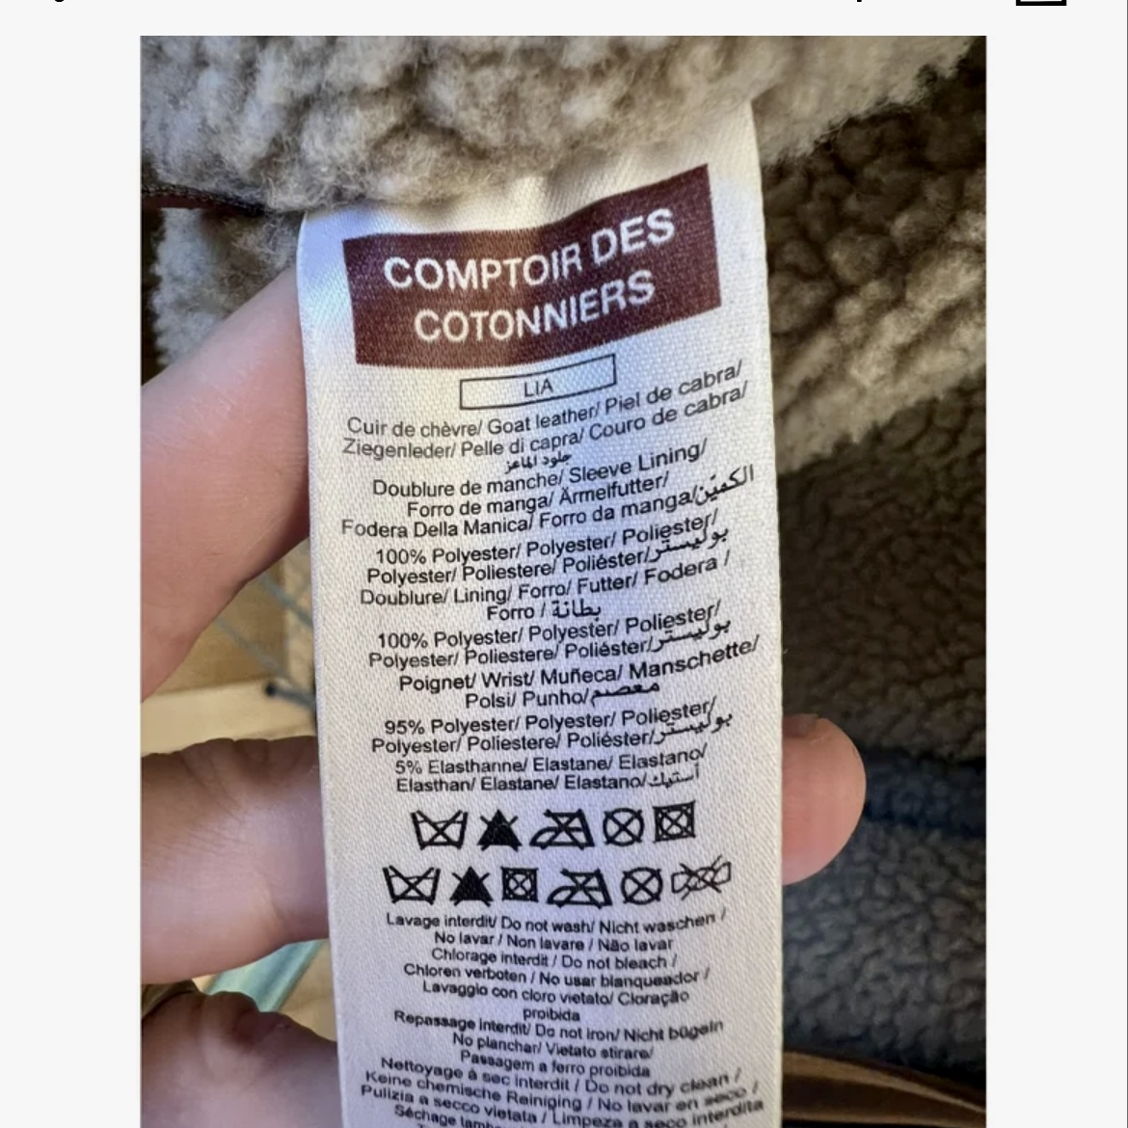 COMPTOIR DES
COTONNIERS
LIA
Cuir de chèvre/ Goat leather/ Piel de cabra/
Ziegenleder/ Pelle di capra/ Couro de cabra/
جلود الماعز
Doublure de manche/ Sleeve Lining/
Forro de manga/ Ärmelfutter/
Fodera Della Manica/ Forro da manga/الكمّين
100% Polyester/ Polyester/ Poliester/
Polyester/ Poliestere/ Poliéster/بوليستر
Doublure/ Lining/ Forro/ Futter/ Fodera /
Forro / بطانة
100% Polyester/ Polyester/ Poliester/
Polyester/ Poliestere/ Poliéster/بوليستر
Poignet/ Wrist/ Muñeca/ Manschette/
Polsi/ Punho/معصم
95% Polyester/ Polyester/ Poliester/
Polyester/ Poliestere/ Poliéster/بوليستر
5% Elasthanne/ Elastane/ Elastano/
Elasthan/ Elastane/ Elastano/أستيك
Lavage interdit/ Do not wash/ Nicht waschen /
No lavar / Non lavare / Não lavar
Chlorage interdit / Do not bleach /
Chloren verboten / No usar blanqueador /
Lavaggio con cloro vietato/ Cloração
proibida
Repassage interdit/ Do not iron/ Nicht bügeln
No planchar/ Vietato stirare/
Passagem a ferro proibida
Nettoyage à sec interdit / Do not dry clean /
Keine chemische Reiniging / No lavar en seco /
Pulizia a secco vietata / Limpeza a seco interdita
Séchage